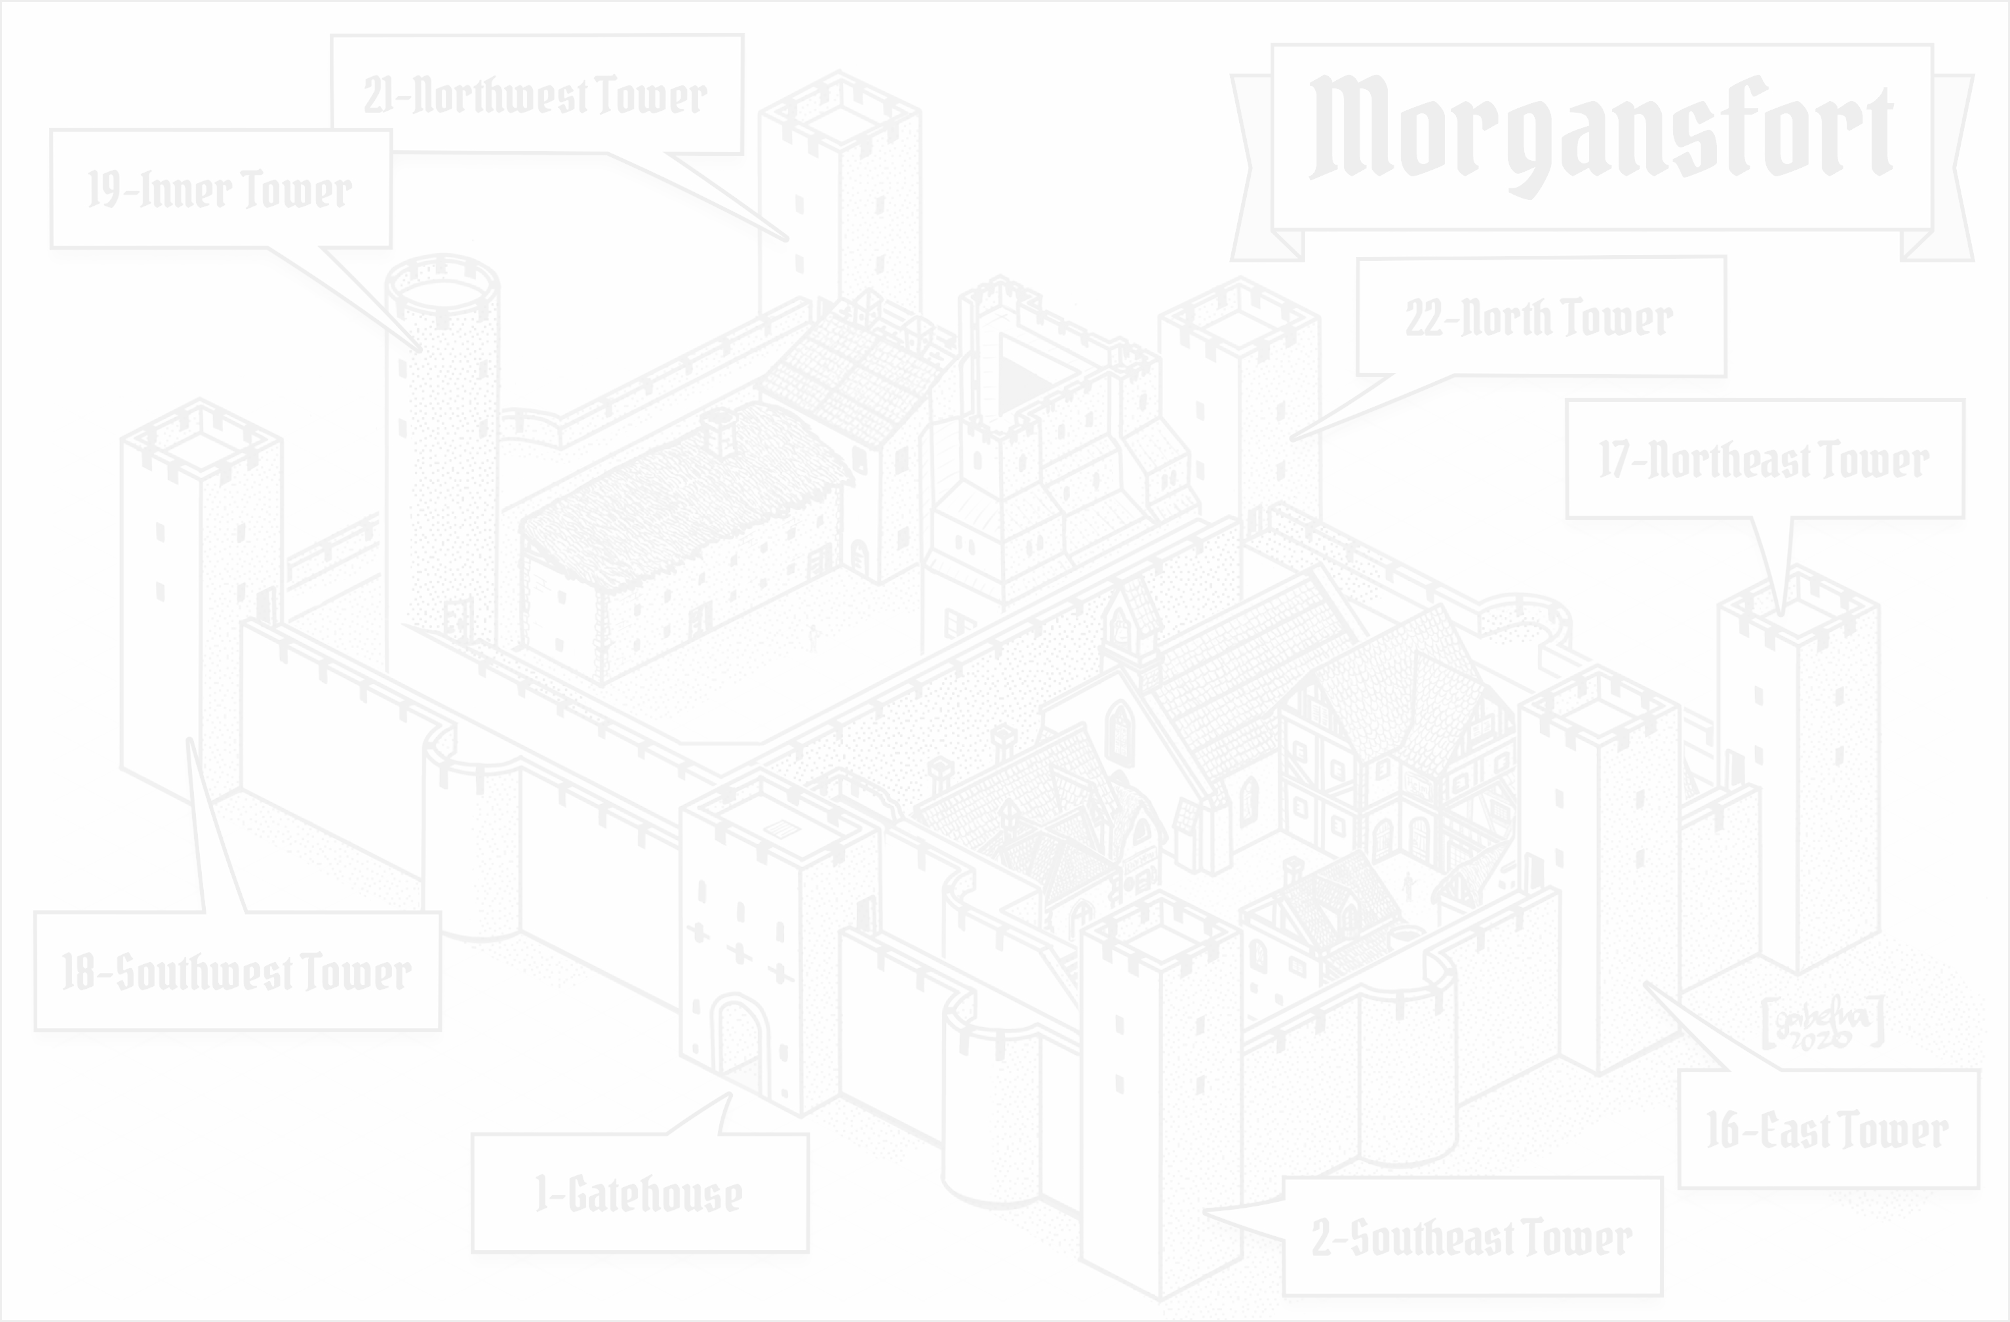 21-Northwest Tower
Morgansfort
19-Inner Tower
22-North Tower
17-Northeast Tower
18-Southwest Tower
2020
16-East Tower
1-Gatehouse
2-Southeast Tower